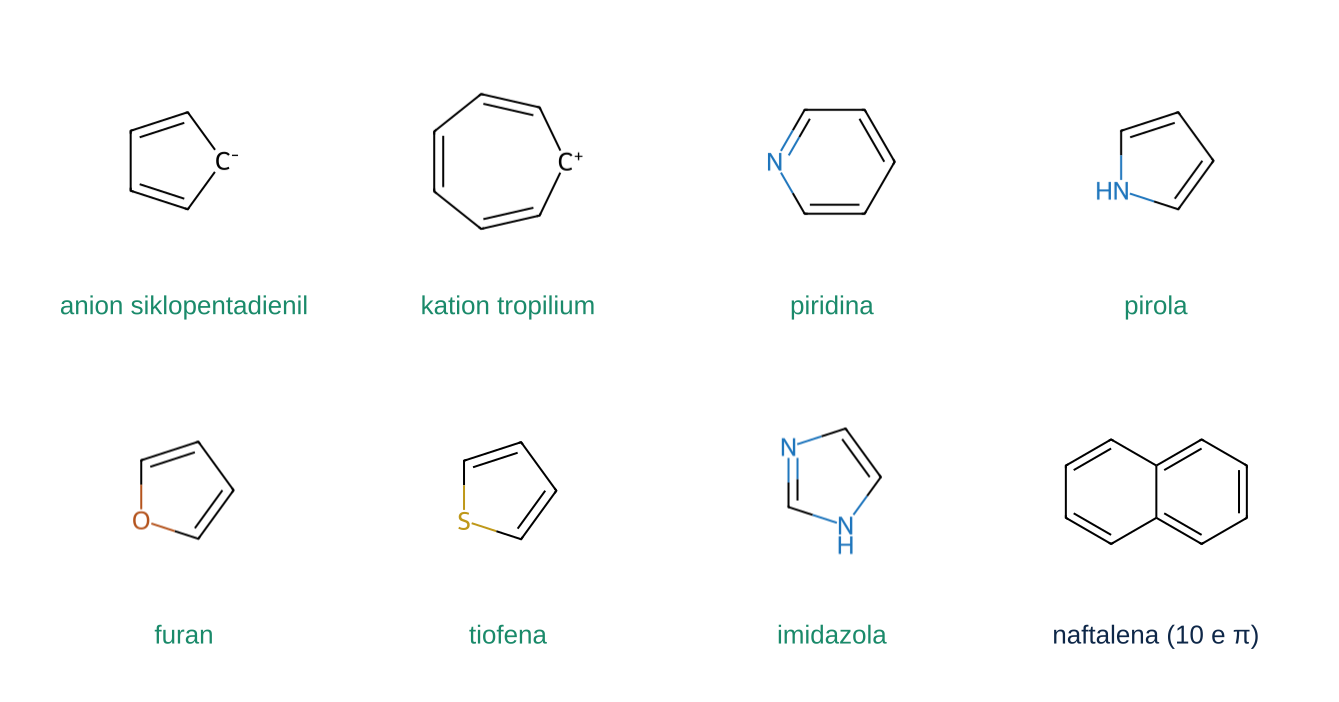 C⁻
C⁺
N
HN
anion siklopentadienil
kation tropilium
piridina
pirola
N
O
S
N
H
furan
tiofena
imidazola
naftalena (10 e π)